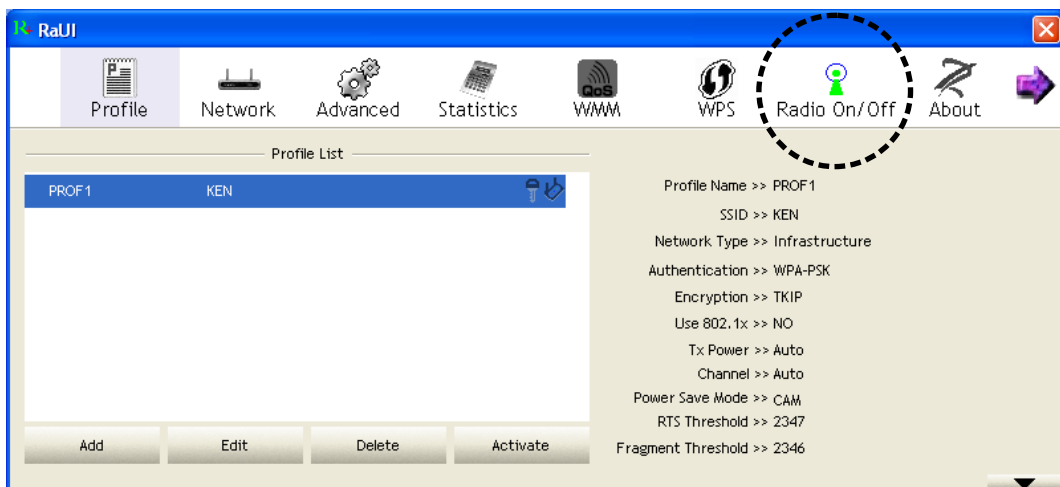 RaUI
Profile Network Advanced Statistics QoS WMM WPS Radio On/Off About
Profile List
PROF1 KEN
Profile Name >> PROF1
SSID >> KEN
Network Type >> Infrastructure
Authentication >> WPA-PSK
Encryption >> TKIP
Use 802.1x >> NO
Tx Power >> Auto
Channel >> Auto
Power Save Mode >> CAM
RTS Threshold >> 2347
Fragment Threshold >> 2346
Add Edit Delete Activate